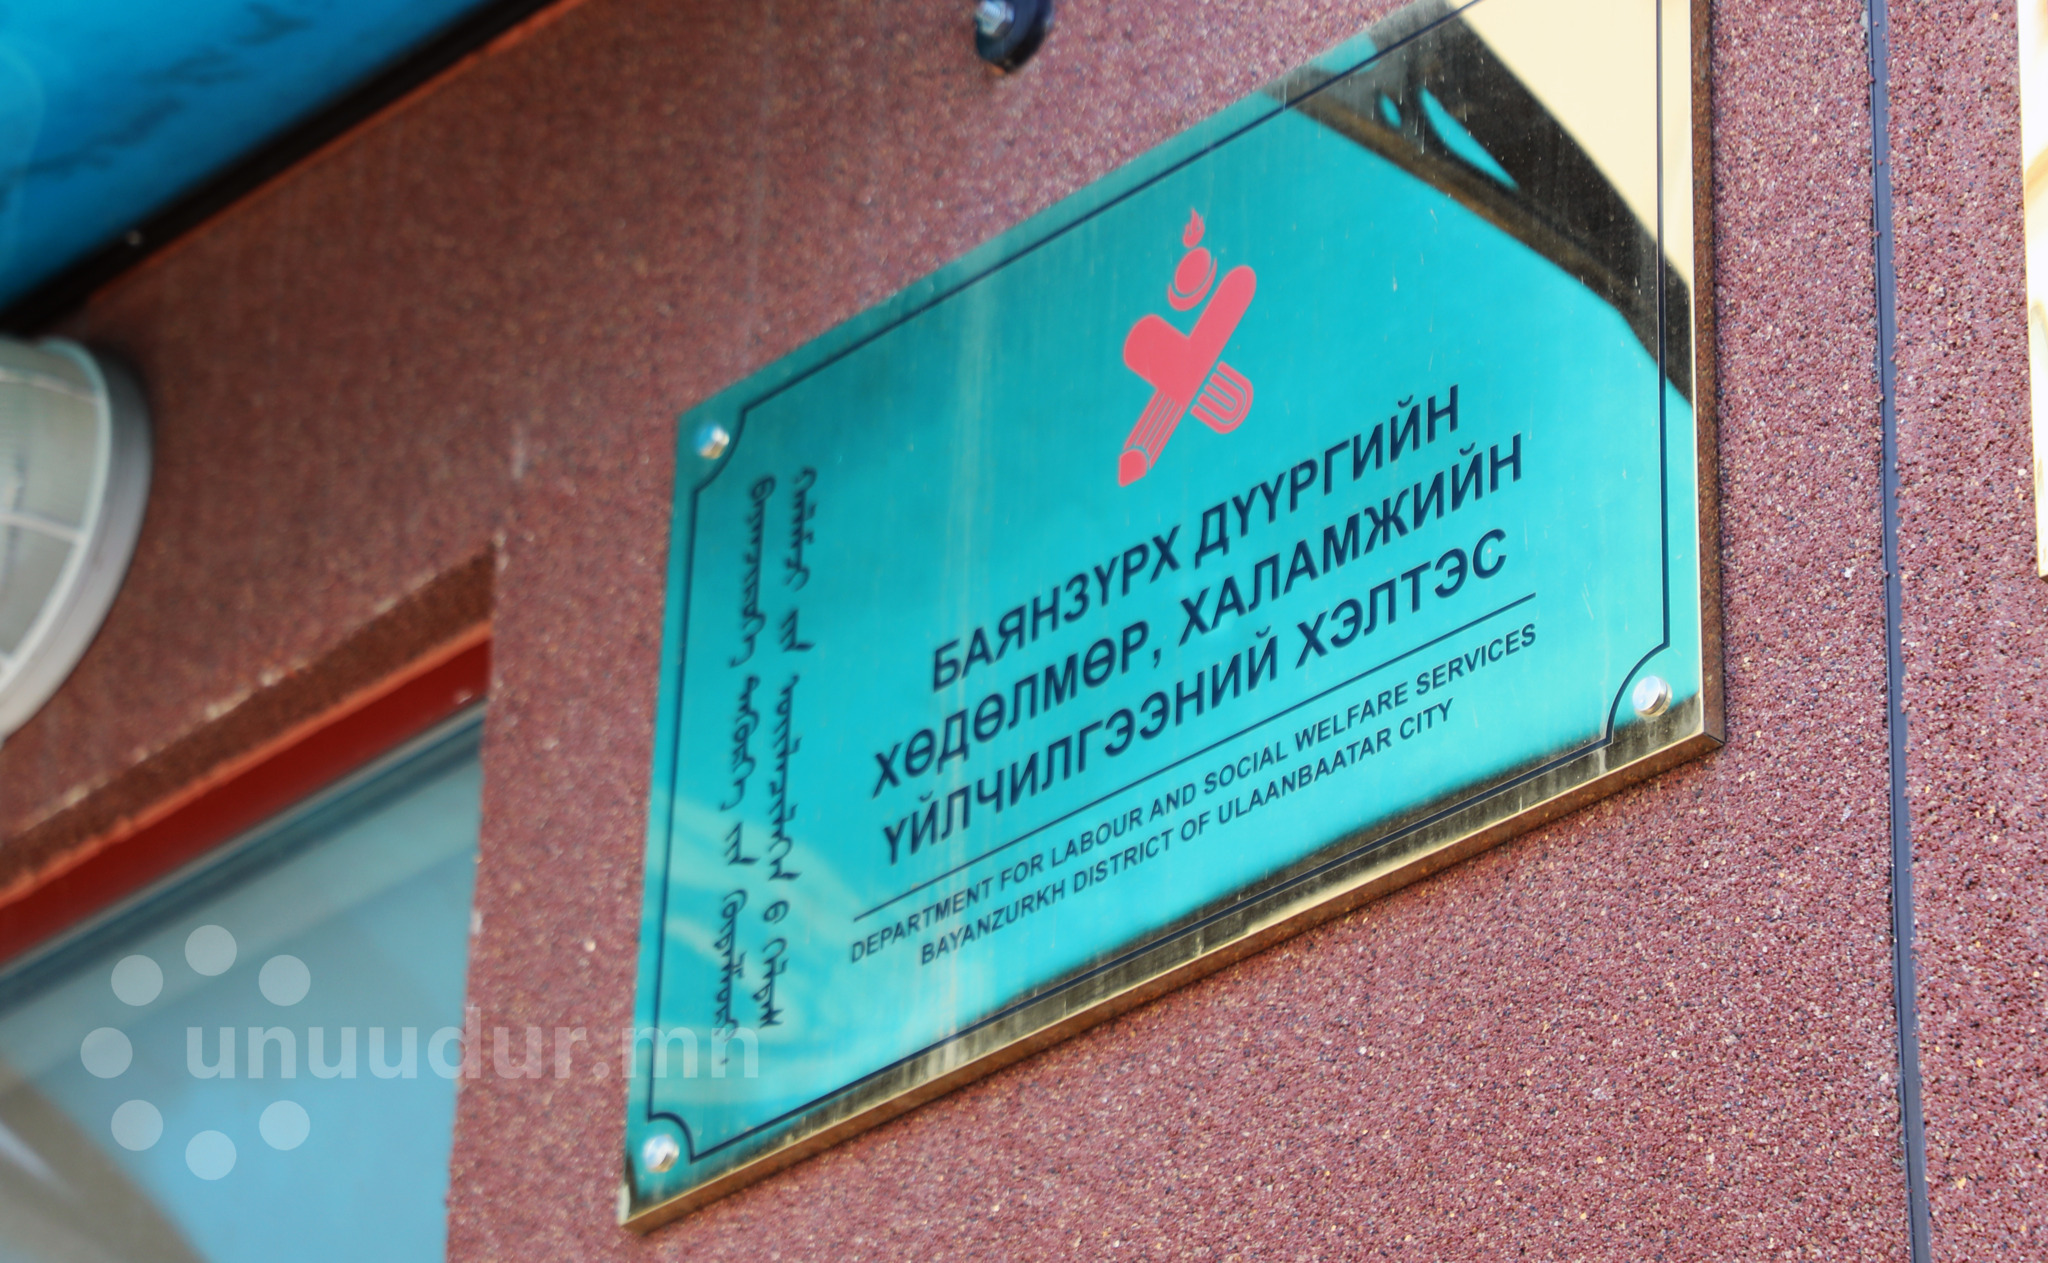 БАЯНЗҮРХ ДҮҮРГИЙН
ХӨДӨЛМӨР, ХАЛАМЖИЙН
ҮЙЛЧИЛГЭЭНИЙ ХЭЛТЭС
DEPARTMENT FOR LABOUR AND SOCIAL WELFARE SERVICES
BAYANZURKH DISTRICT OF ULAANBAATAR CITY
unuudur.mn